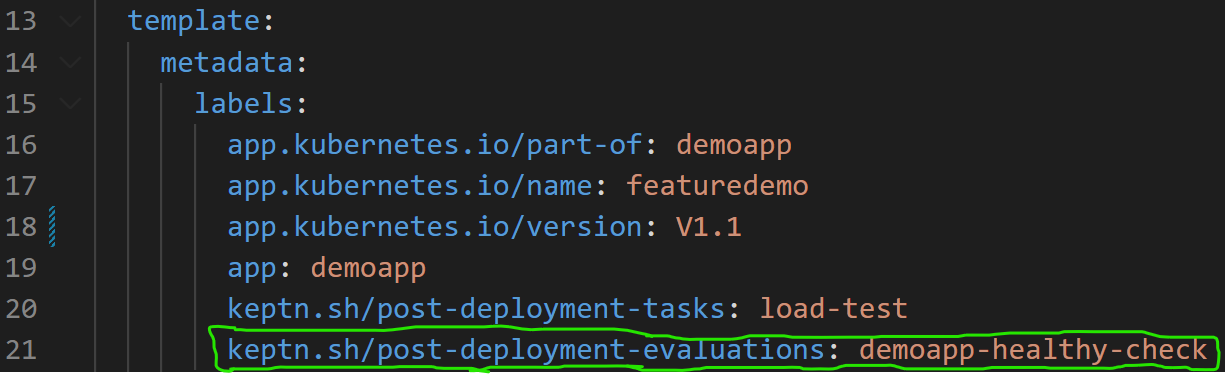 13 template:
14 metadata:
15 labels:
16 app.kubernetes.io/part-of: demoapp
17 app.kubernetes.io/name: featuredemo
18 app.kubernetes.io/version: V1.1
19 app: demoapp
20 keptn.sh/post-deployment-tasks: load-test
21 keptn.sh/post-deployment-evaluations: demoapp-healthy-check